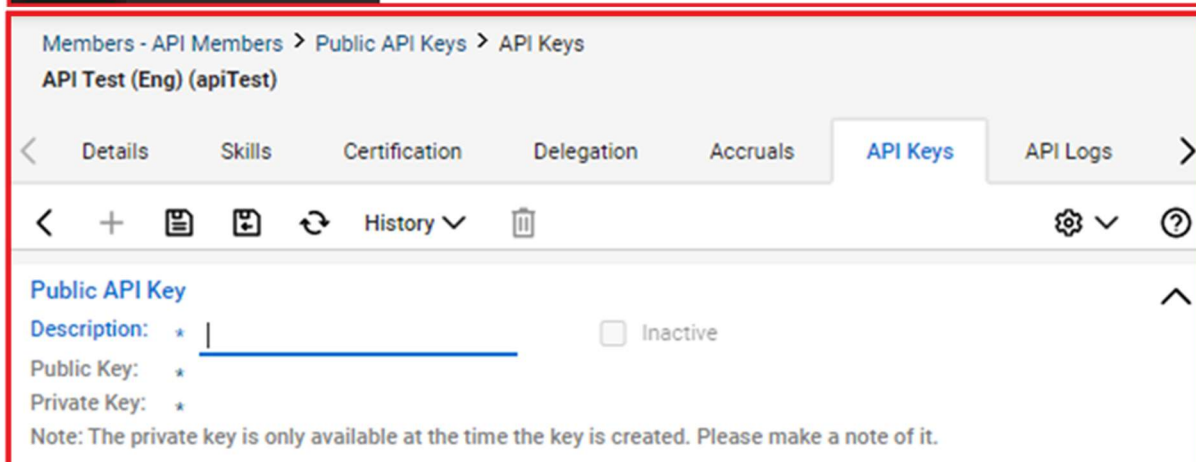 Members - API Members > Public API Keys > API Keys
API Test (Eng) (apiTest)
Details Skills Certification Delegation Accruals API Keys API Logs
History
Public API Key
Description: * Inactive
Public Key: *
Private Key: *
Note: The private key is only available at the time the key is created. Please make a note of it.